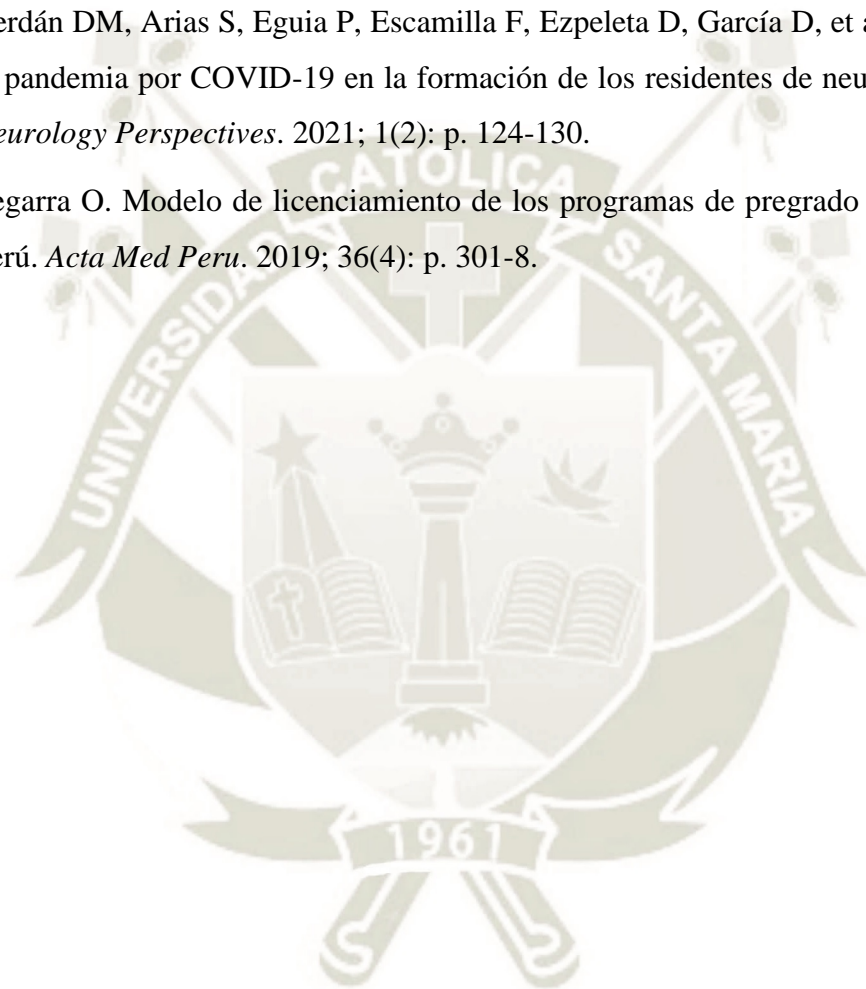 erdán DM, Arias S, Eguia P, Escamilla F, Ezpeleta D, García D, et a
pandemia por COVID-19 en la formación de los residentes de neu
eurology Perspectives. 2021; 1(2): p. 124-130.
egarra O. Modelo de licenciamiento de los programas de pregrado
erú. Acta Med Peru. 2019; 36(4): p. 301-8.
UNIVERSIDAD CATOLICA SANTA MARIA
1961